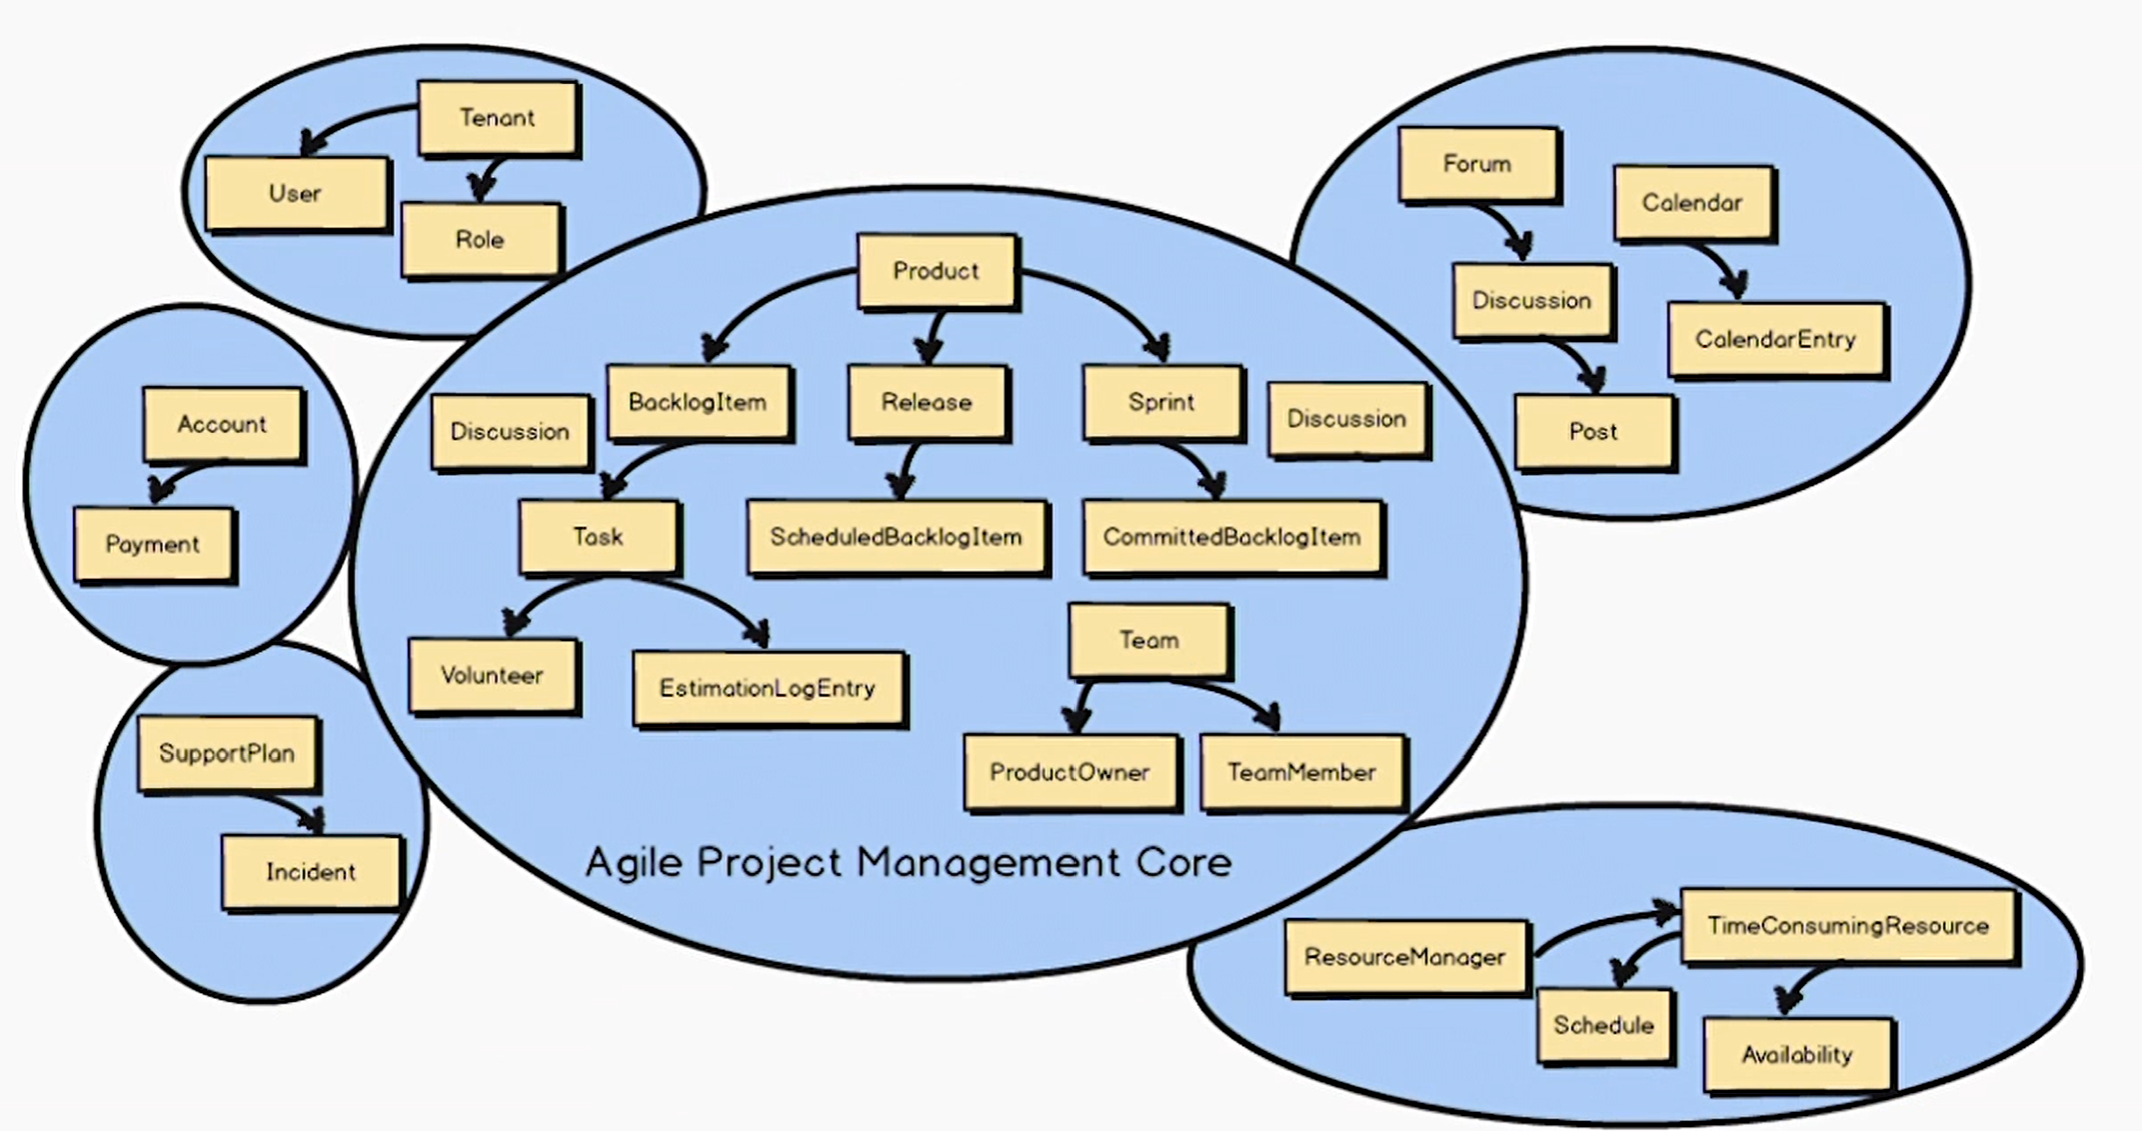 Tenant
User
Role
Forum
Calendar
Discussion
CalendarEntry
Post
Account
Payment
SupportPlan
Incident
Product
BacklogItem
Release
Sprint
Discussion
Discussion
Task
ScheduledBacklogItem
CommittedBacklogItem
Volunteer
EstimationLogEntry
Team
ProductOwner
TeamMember
Agile Project Management Core
ResourceManager
TimeConsumingResource
Schedule
Availability